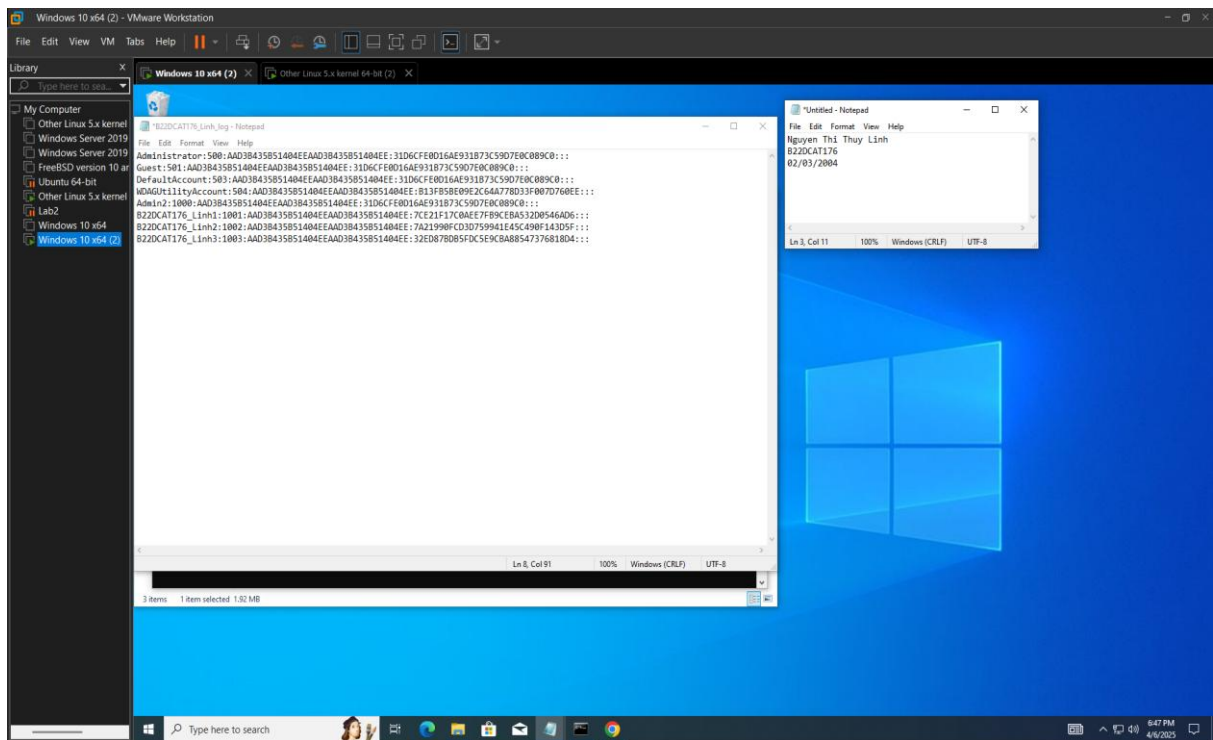 Windows 10 x64 (2) - VMware Workstation
File Edit View VM Tabs Help
Library X
Type here to sea...
Windows 10 x64 (2) X
Other Linux 5.x kernel 64-bit (2) X
My Computer
Other Linux 5.x kernel
Windows Server 2019
Windows Server 2019
FreeBSD version 10 ar
Ubuntu 64-bit
Other Linux 5.x kernel
Lab2
Windows 10 x64
Windows 10 x64 (2)
*B22DCAT176_Linh_log - Notepad
File Edit Format View Help
Administrator:500:AAD3B435B51404EEAAD3B435B51404EE:31D6CFE0D16AE931B73C59D7E0C089C0:::
Guest:501:AAD3B435B51404EEAAD3B435B51404EE:31D6CFE0D16AE931B73C59D7E0C089C0:::
DefaultAccount:503:AAD3B435B51404EEAAD3B435B51404EE:31D6CFE0D16AE931B73C59D7E0C089C0:::
WDAGUtilityAccount:504:AAD3B435B51404EEAAD3B435B51404EE:B13FB5BE09E2C64A778D33F007D760EE:::
Admin2:1000:AAD3B435B51404EEAAD3B435B51404EE:31D6CFE0D16AE931B73C59D7E0C089C0:::
B22DCAT176_Linh1:1001:AAD3B435B51404EEAAD3B435B51404EE:7CE21F17C0AEE7FB9CEBA532D0546AD6:::
B22DCAT176_Linh2:1002:AAD3B435B51404EEAAD3B435B51404EE:7A21990FCD3D759941E45C490F143D5F:::
B22DCAT176_Linh3:1003:AAD3B435B51404EEAAD3B435B51404EE:32ED87BDB5FDC5E9CBA88547376818D4:::
Ln 8, Col 91 100% Windows (CRLF) UTF-8
3 items 1 item selected 1.92 MB
*Untitled - Notepad
File Edit Format View Help
Nguyen Thi Thuy Linh
B22DCAT176
02/03/2004
Ln 3, Col 11 100% Windows (CRLF) UTF-8
Type here to search
6:47 PM
4/6/2025